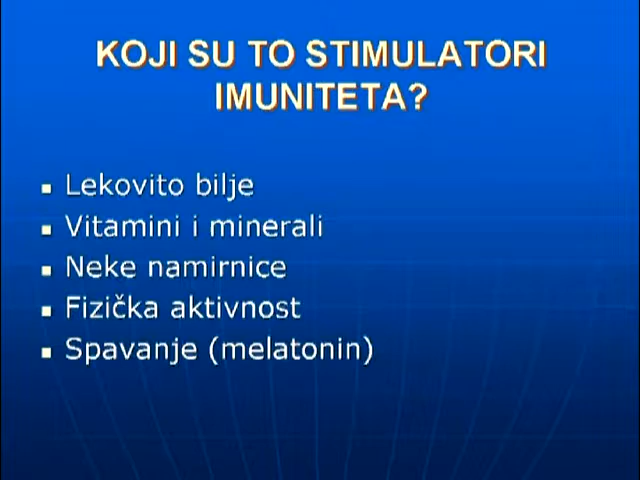 KOJI SU TO STIMULATORI
IMUNITETA?
Lekovito bilje
Vitamini i minerali
Neke namirnice
Fizička aktivnost
Spavanje (melatonin)